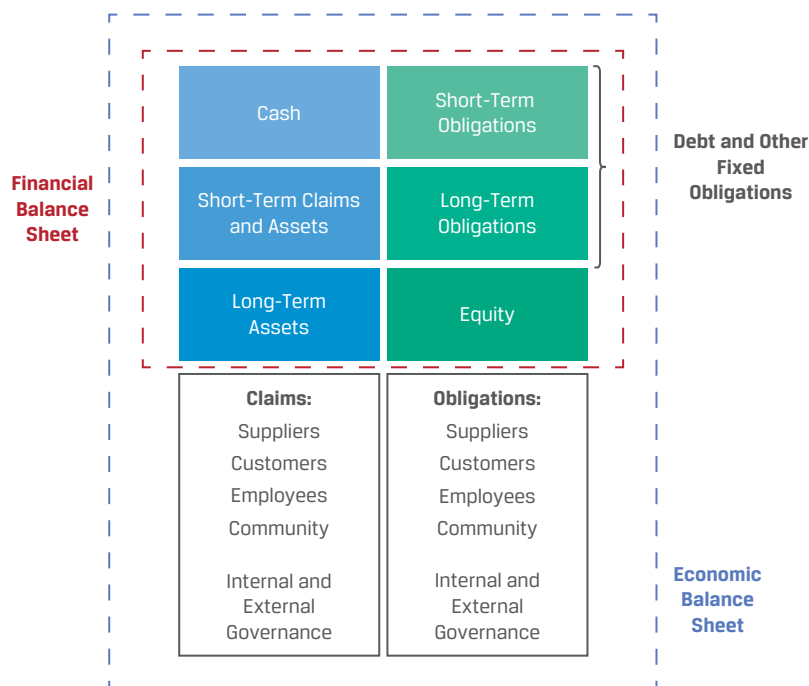 Cash
Short-Term
Obligations
Debt and Other
Fixed
Obligations
Financial
Balance
Sheet
Short-Term Claims
and Assets
Long-Term
Obligations
Long-Term
Assets
Equity
Claims:
Suppliers
Customers
Employees
Community
Internal and
External
Governance
Obligations:
Suppliers
Customers
Employees
Community
Internal and
External
Governance
Economic
Balance
Sheet